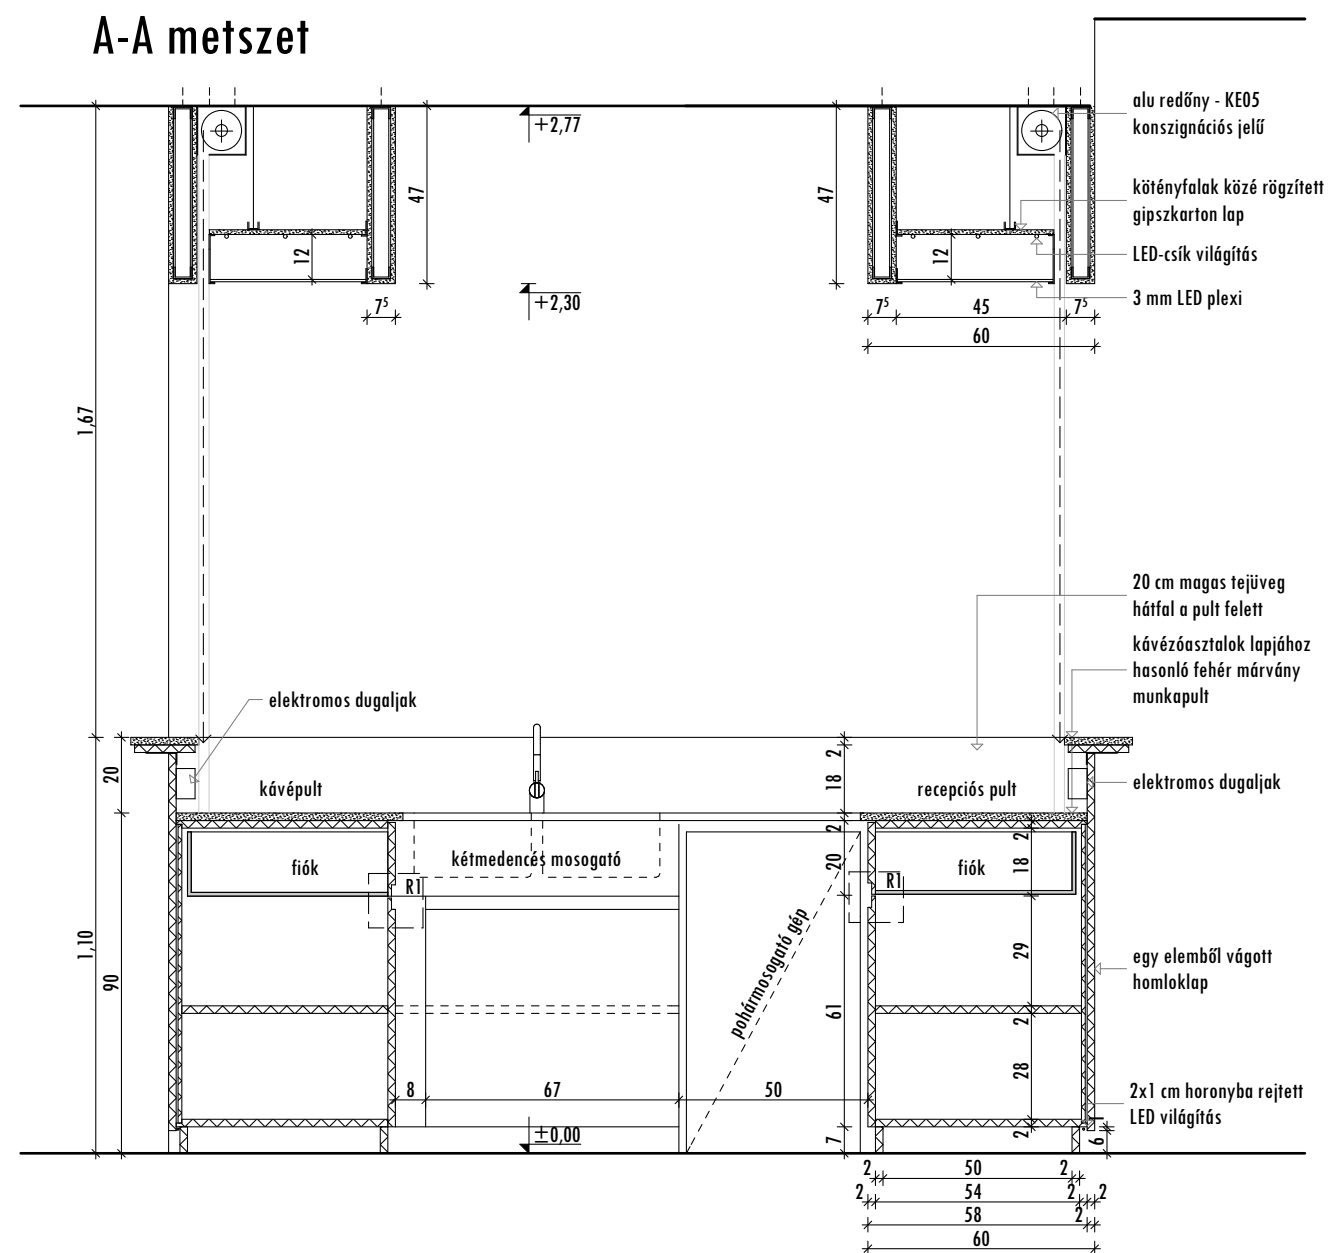 A-A metszet
alu redőny - KE05
konszignációs jelű
+2,77
47
47
kötényfalak közé rögzített
gipszkarton lap
12
12
LED-csík világítás
+2,30
3 mm LED plexi
7⁵
7⁵
45
7⁵
60
1,67
20 cm magas tejüveg
hátfal a pult felett
kávézóasztalok lapjához
hasonló fehér márvány
munkapult
elektromos dugaljak
20
kávépult
2
18
recepciós pult
elektromos dugaljak
fiók
kétmedencés mosogató
2
20
fiók
2
18
R1
R1
1,10
90
pohármosogató gép
61
29
egy elemből vágott
homloklap
2
28
8
67
50
2x1 cm horonyba rejtett
LED világítás
±0,00
7
2
1
6
2
50
2
2
54
2
2
58
2
60